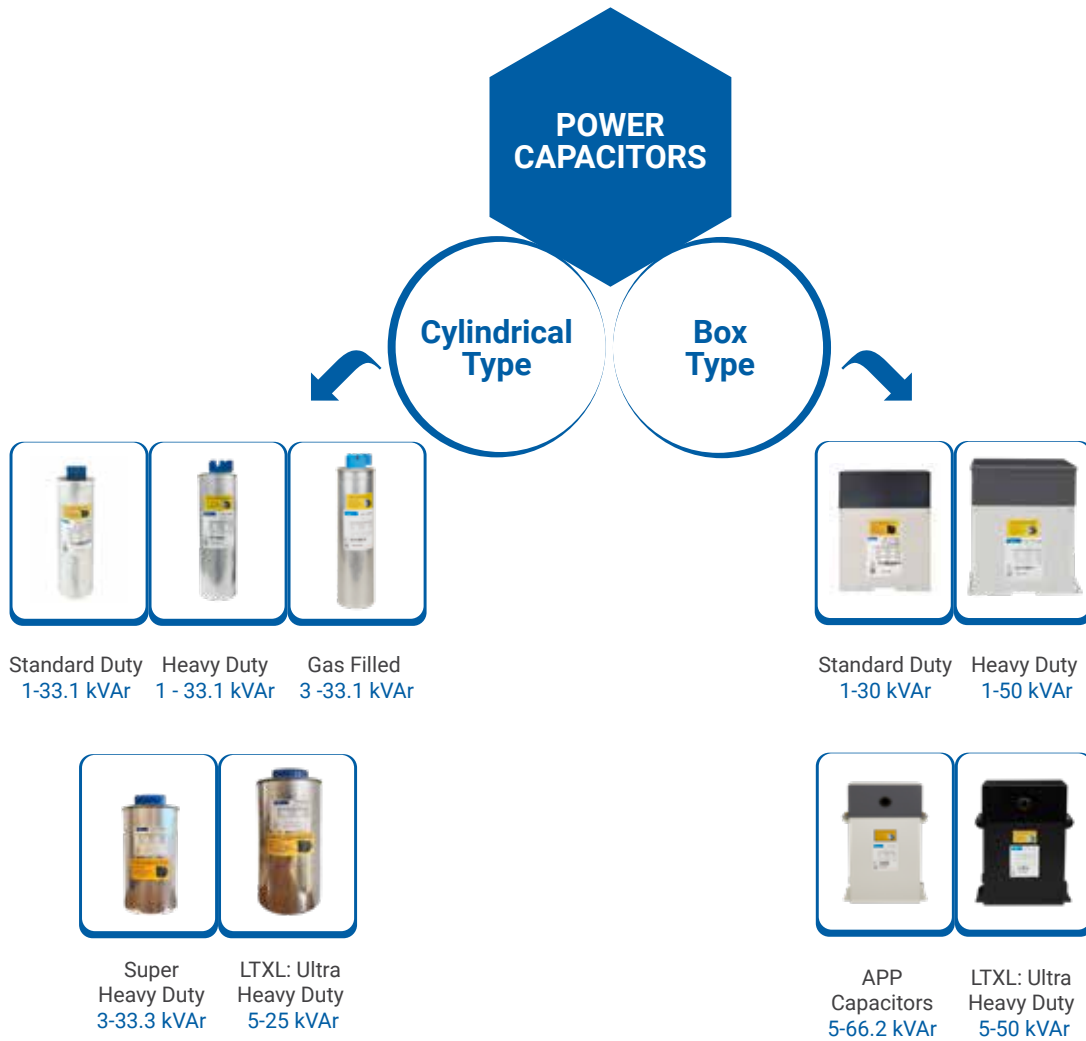 POWER
CAPACITORS
Cylindrical
Type
Box
Type
Standard Duty
1-33.1 kVAr
Heavy Duty
1 - 33.1 kVAr
Gas Filled
3 -33.1 kVAr
Standard Duty
1-30 kVAr
Heavy Duty
1-50 kVAr
Super
Heavy Duty
3-33.3 kVAr
LTXL: Ultra
Heavy Duty
5-25 kVAr
APP
Capacitors
5-66.2 kVAr
LTXL: Ultra
Heavy Duty
5-50 kVAr